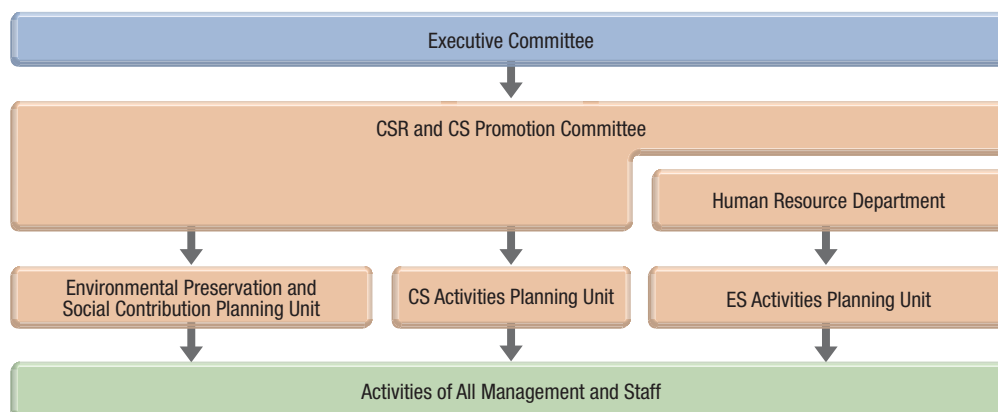 Executive Committee
CSR and CS Promotion Committee
Human Resource Department
Environmental Preservation and
Social Contribution Planning Unit
CS Activities Planning Unit
ES Activities Planning Unit
Activities of All Management and Staff